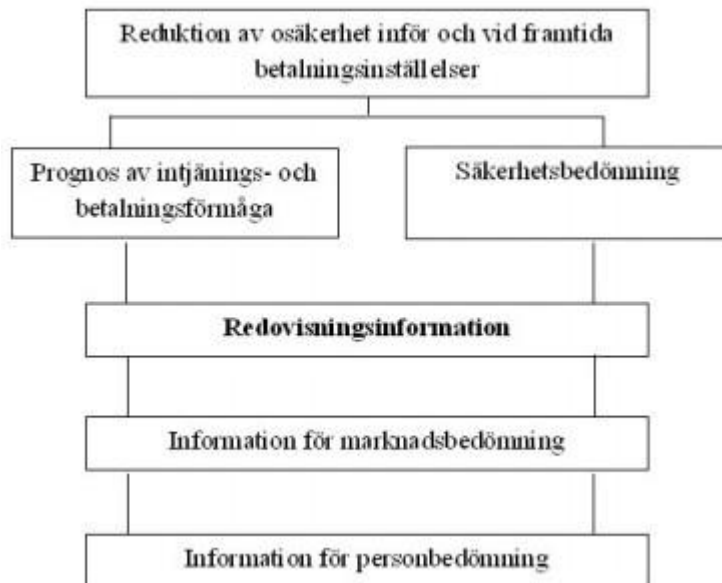 Reduktion av osäkerhet inför och vid framtida
betalningsinställelser
Prognos av intjänings- och
betalningsförmåga
Säkerhetsbedömning
Redovisningsinformation
Information för marknadsbedömning
Information för personbedömning